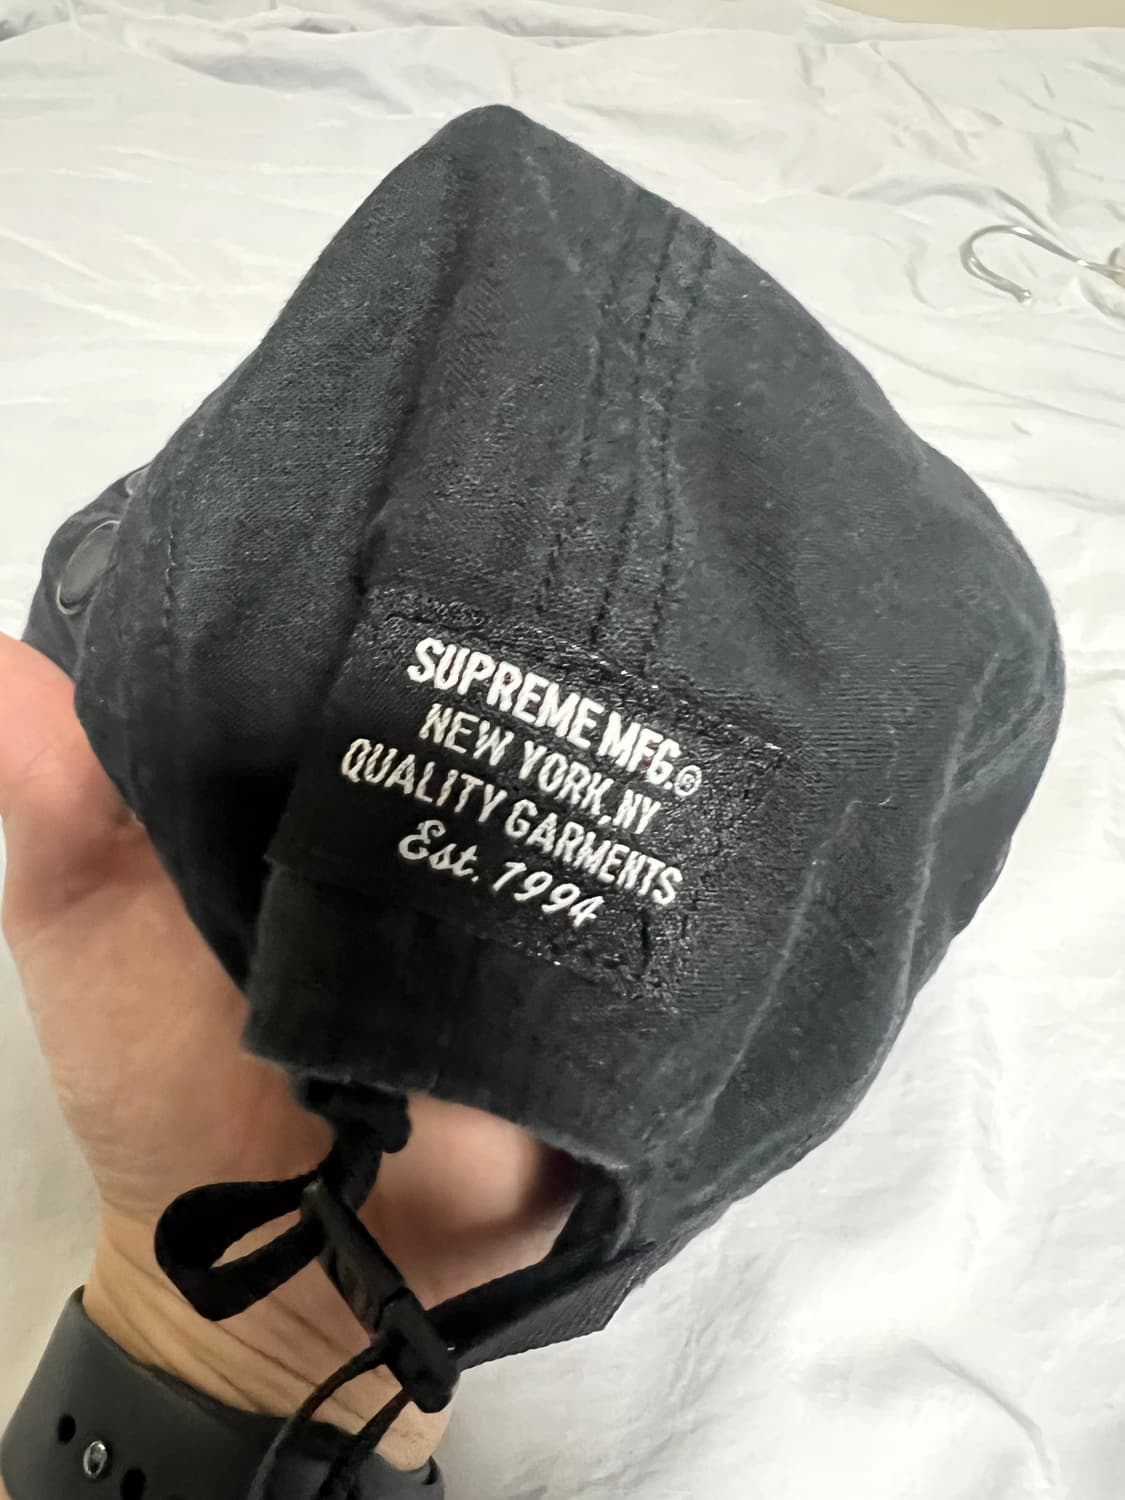 SUPREME MFG.®
NEW YORK, NY
QUALITY GARMENTS
Est. 1994